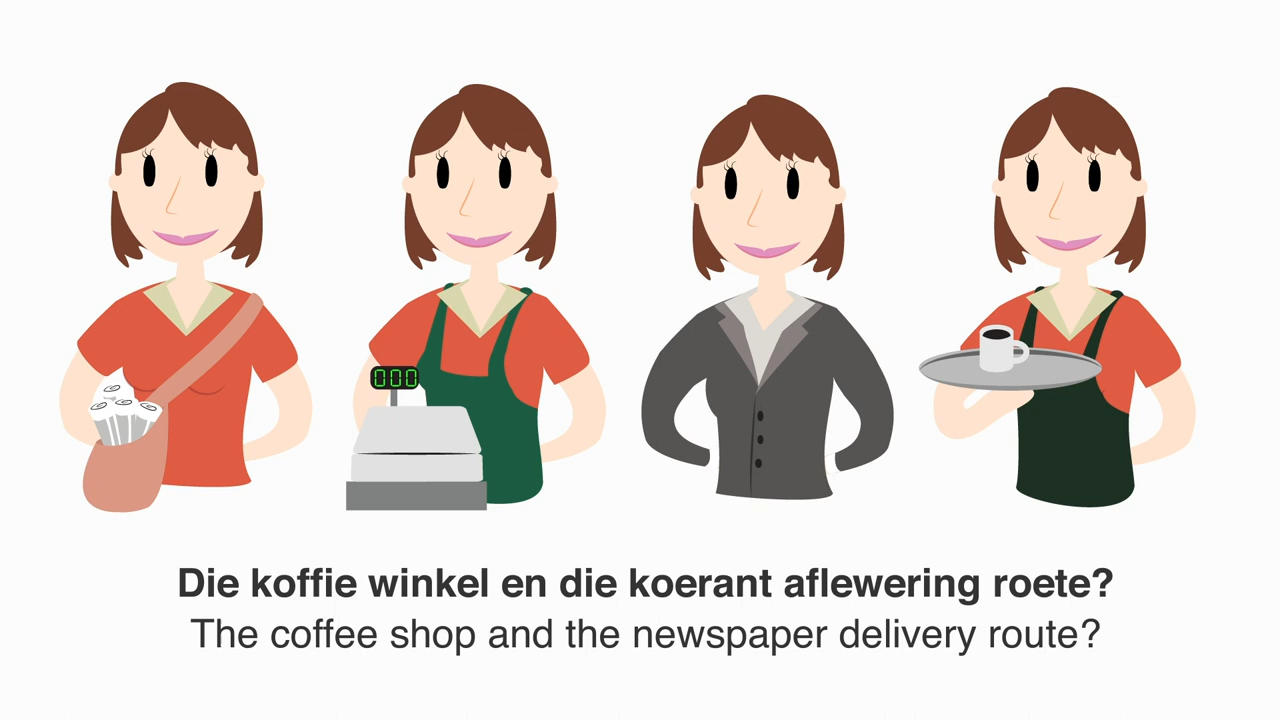 000
Die koffie winkel en die koerant aflewering roete?
The coffee shop and the newspaper delivery route?